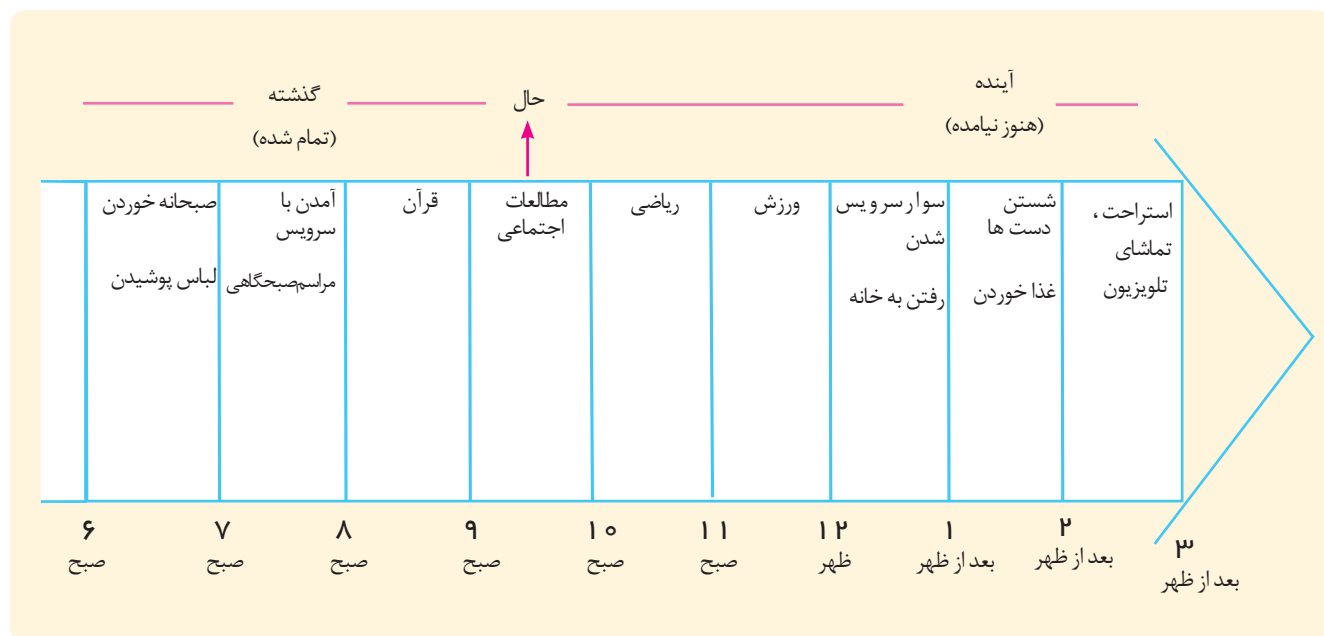 آینده
(هنوز نیامده)
حال
گذشته
(تمام شده)
صبحانه خوردن
لباس پوشیدن
آمدن با
سرویس
مراسم صبحگاهی
قرآن
مطالعات
اجتماعی
ریاضی
ورزش
سوار سرویس
شدن
رفتن به خانه
شستن
دست ها
غذا خوردن
استراحت،
تماشای
تلویزیون
۶
صبح
۷
صبح
۸
صبح
۹
صبح
۱۰
صبح
۱۱
صبح
۱۲
ظهر
۱
بعد از ظهر
۲
بعد از ظهر
۳
بعد از ظهر